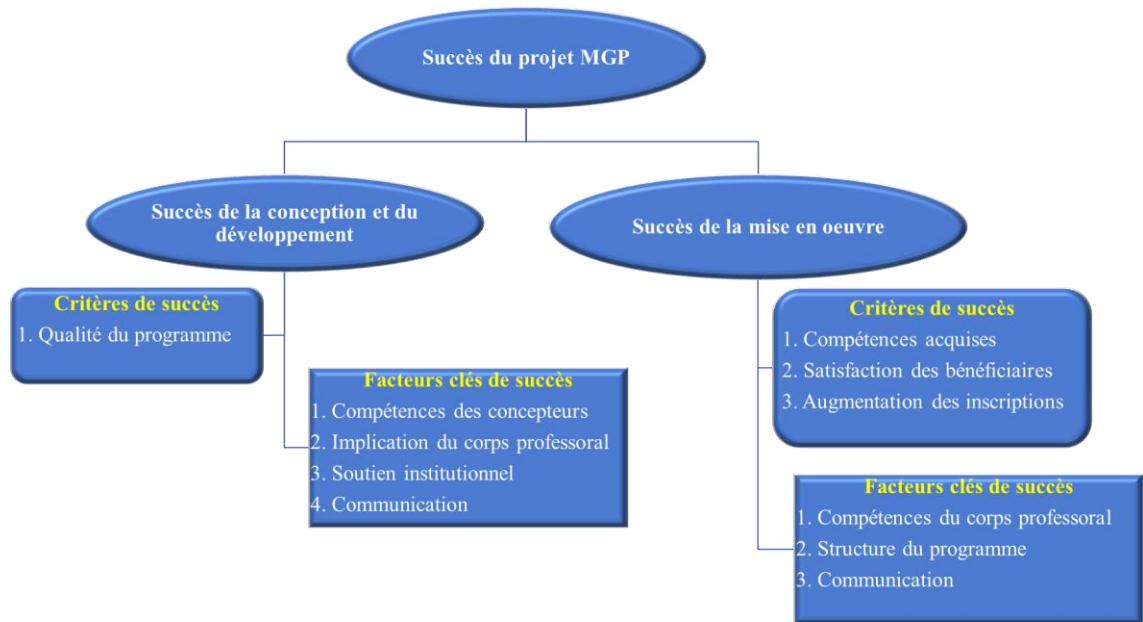 Succès du projet MGP
Succès de la conception et du
développement
Succès de la mise en oeuvre
Critères de succès
1. Qualité du programme
Facteurs clés de succès
1. Compétences des concepteurs
2. Implication du corps professoral
3. Soutien institutionnel
4. Communication
Critères de succès
1. Compétences acquises
2. Satisfaction des bénéficiaires
3. Augmentation des inscriptions
Facteurs clés de succès
1. Compétences du corps professoral
2. Structure du programme
3. Communication